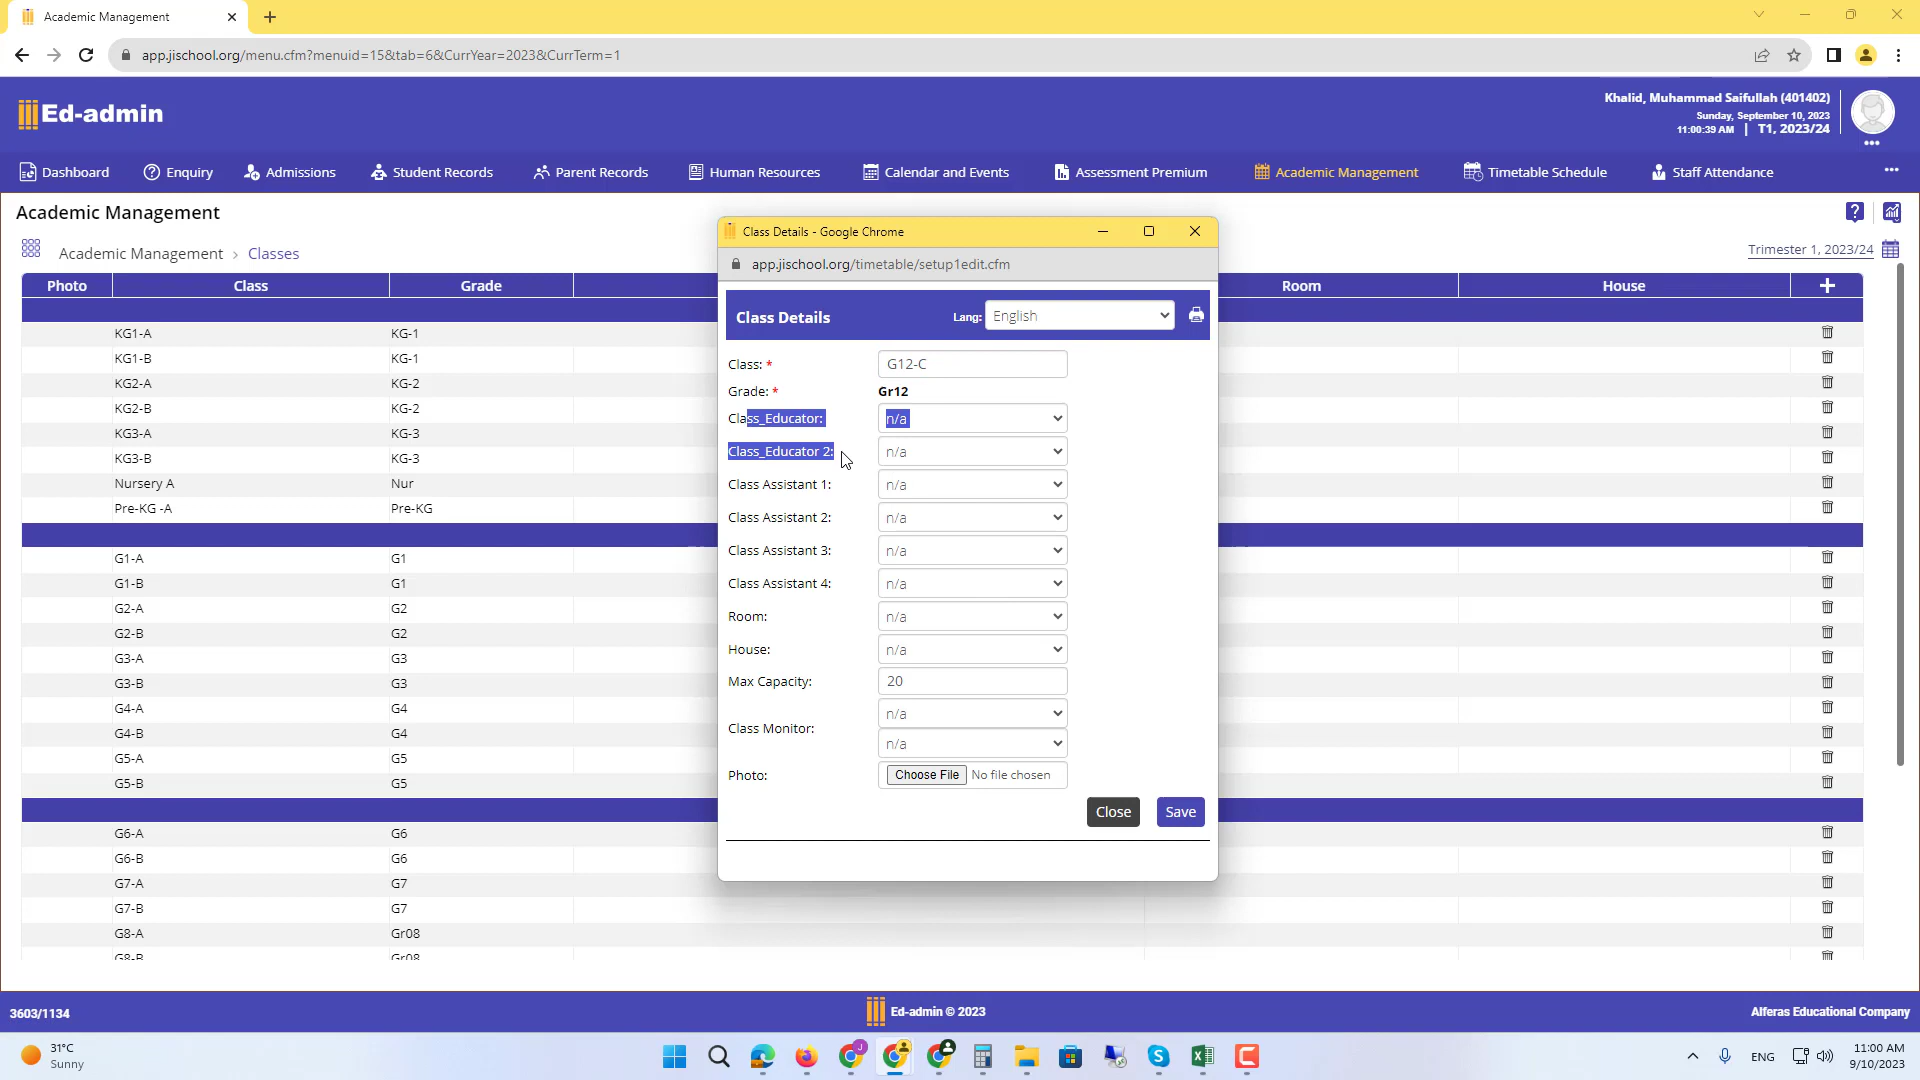 Academic Management
app.jischool.org/menu.cfm?menuid=15&tab=6&CurrYear=2023&CurrTerm=1
Ed-admin
Khalid, Muhammad Saifullah (401402)
Sunday, September 10, 2023
11:00:39 AM | T1, 2023/24
Dashboard Enquiry Admissions Student Records Parent Records Human Resources Calendar and Events Assessment Premium Academic Management Timetable Schedule Staff Attendance
Academic Management
Academic Management › Classes
Trimester 1, 2023/24
Photo Class Grade Room House
KG1-A KG-1
KG1-B KG-1
KG2-A KG-2
KG2-B KG-2
KG3-A KG-3
KG3-B KG-3
Nursery A Nur
Pre-KG -A Pre-KG
G1-A G1
G1-B G1
G2-A G2
G2-B G2
G3-A G3
G3-B G3
G4-A G4
G4-B G4
G5-A G5
G5-B G5
G6-A G6
G6-B G6
G7-A G7
G7-B G7
G8-A Gr08
G8-B Gr08
Class Details - Google Chrome
app.jischool.org/timetable/setup1edit.cfm
Class Details Lang: English
Class: * G12-C
Grade: * Gr12
Class_Educator: n/a
Class_Educator 2: n/a
Class Assistant 1: n/a
Class Assistant 2: n/a
Class Assistant 3: n/a
Class Assistant 4: n/a
Room: n/a
House: n/a
Max Capacity: 20
Class Monitor: n/a
n/a
Photo: Choose File No file chosen
Close Save
3603/1134
Ed-admin © 2023
Alferas Educational Company
31°C
Sunny
ENG
11:00 AM
9/10/2023